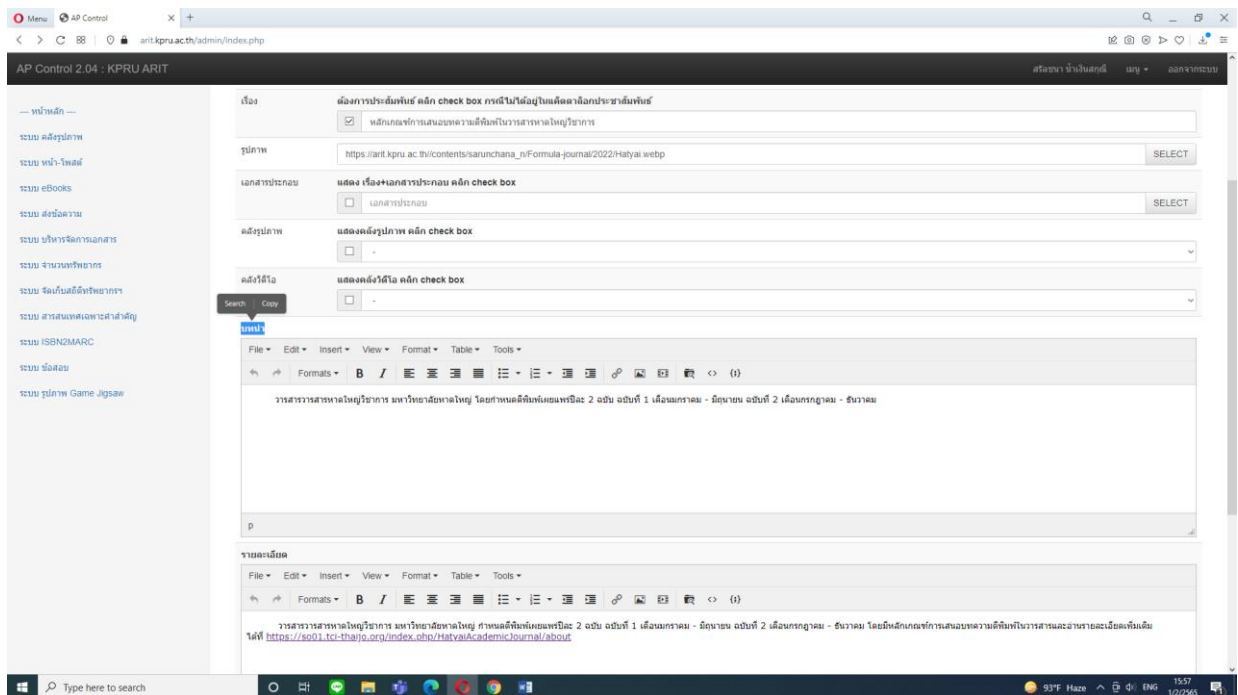 Menu
AP Control
arit.kpru.ac.th/admin/index.php
AP Control 2.04 : KPRU ARIT
สรัลชนา น้ำเงินสกุณี
เมนู
ออกจากระบบ
--- หน้าหลัก ---
ระบบ คลังรูปภาพ
ระบบ หน้า-โพสต์
ระบบ eBooks
ระบบ ส่งข้อความ
ระบบ บริหารจัดการเอกสาร
ระบบ จำนวนทรัพยากร
ระบบ จัดเก็บสถิติทรัพยากรฯ
ระบบ สารสนเทศเฉพาะคำสำคัญ
ระบบ ISBN2MARC
ระบบ ข้อสอบ
ระบบ รูปภาพ Game Jigsaw
เรื่อง
ต้องการประสัมพันธ์ คลิก check box กรณีไม่ได้อยู่ในแค็ตตาล็อกประชาสัมพันธ์
หลักเกณฑ์การเสนอบทความตีพิมพ์ในวารสารหาดใหญ่วิชาการ
รูปภาพ
https://arit.kpru.ac.th//contents/sarunchana_n/Formula-journal/2022/Hatyai.webp
SELECT
เอกสารประกอบ
แสดง เรื่อง+เอกสารประกอบ คลิก check box
เอกสารประกอบ
SELECT
คลังรูปภาพ
แสดงคลังรูปภาพ คลิก check box
-
คลังวีดีโอ
แสดงคลังวีดีโอ คลิก check box
-
Search Copy
บทนำ
File Edit Insert View Format Table Tools
Formats B I
วารสารวารสารหาดใหญ่วิชาการ มหาวิทยาลัยหาดใหญ่ โดยกำหนดตีพิมพ์เผยแพร่ปีละ 2 ฉบับ ฉบับที่ 1 เดือนมกราคม - มิถุนายน ฉบับที่ 2 เดือนกรกฎาคม - ธันวาคม
p
รายละเอียด
File Edit Insert View Format Table Tools
Formats B I
วารสารวารสารหาดใหญ่วิชาการ มหาวิทยาลัยหาดใหญ่ กำหนดตีพิมพ์เผยแพร่ปีละ 2 ฉบับ ฉบับที่ 1 เดือนมกราคม - มิถุนายน ฉบับที่ 2 เดือนกรกฎาคม - ธันวาคม โดยมีหลักเกณฑ์การเสนอบทความตีพิมพ์ในวารสารและอ่านรายละเอียดเพิ่มเติม
ได้ที่ https://so01.tci-thaijo.org/index.php/HatyaiAcademicJournal/about
Type here to search
93°F Haze
ENG
15:57
1/2/2565